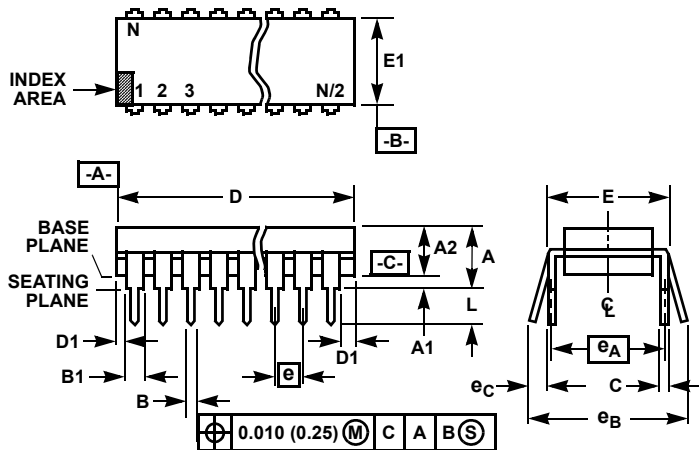 N
E1
INDEX
AREA
1 2 3 N/2
-B-
-A-
D
E
BASE
PLANE
A2
A
-C-
SEATING
PLANE
L
D1
A1
D1
B1
e
B
℄
eA
eC
C
eB
⌖ 0.010 (0.25) Ⓜ C A B Ⓢ